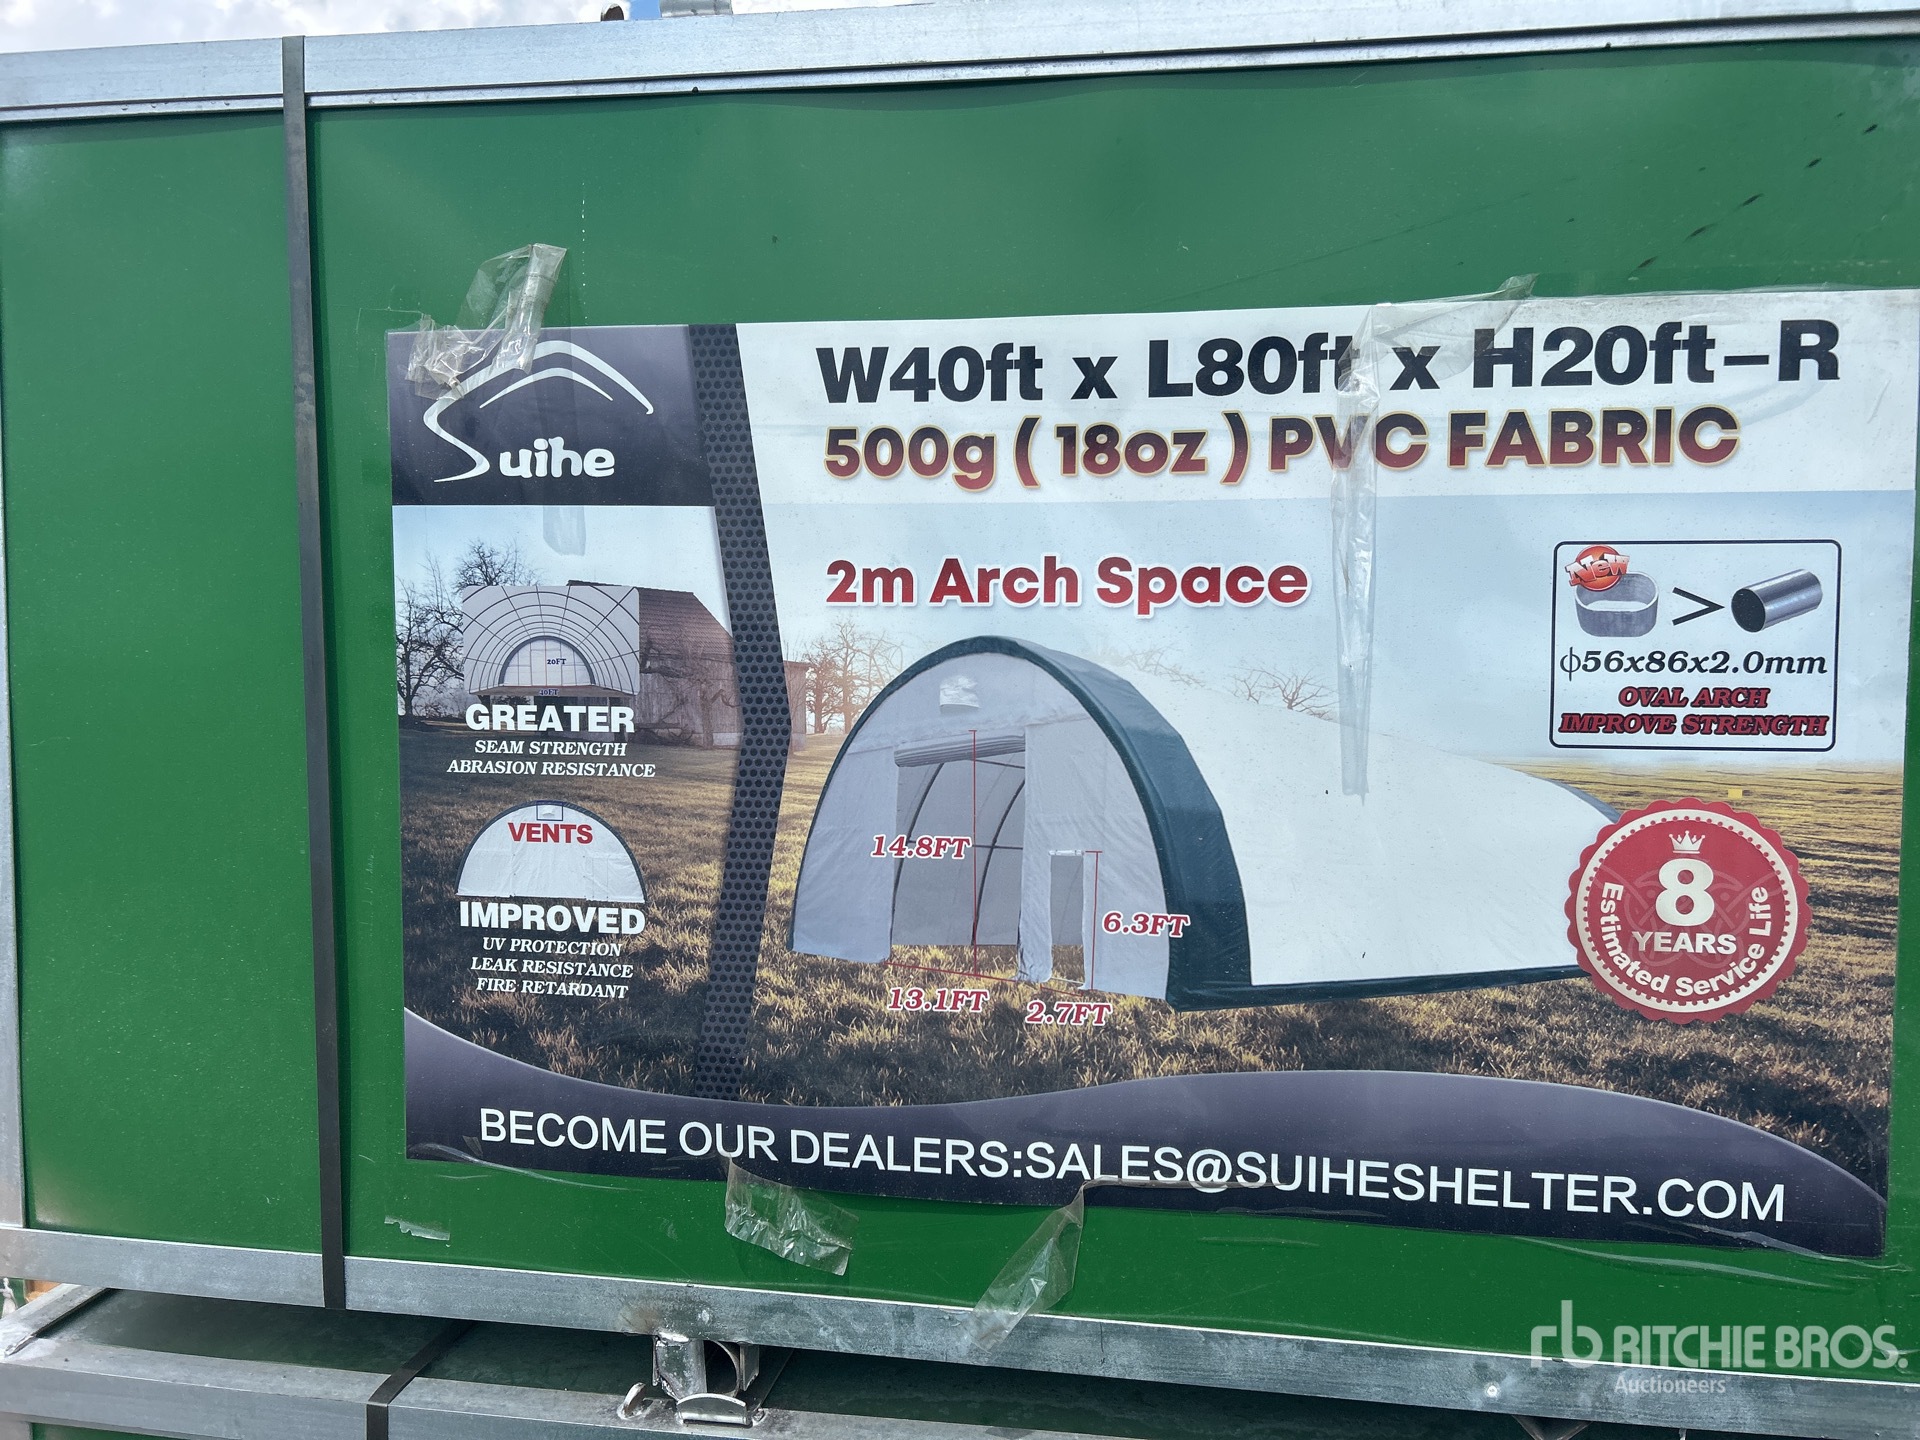 Suihe
W40ft x L80ft x H20ft-R
500g ( 18oz ) PVC FABRIC
2m Arch Space
New
>
ϕ56x86x2.0mm
OVAL ARCH
IMPROVE STRENGTH
20FT
40FT
GREATER
SEAM STRENGTH
ABRASION RESISTANCE
VENTS
IMPROVED
UV PROTECTION
LEAK RESISTANCE
FIRE RETARDANT
14.8FT
6.3FT
13.1FT
2.7FT
8
YEARS
Estimated Service Life
BECOME OUR DEALERS:SALES@SUIHESHELTER.COM
rb RITCHIE BROS.
Auctioneers